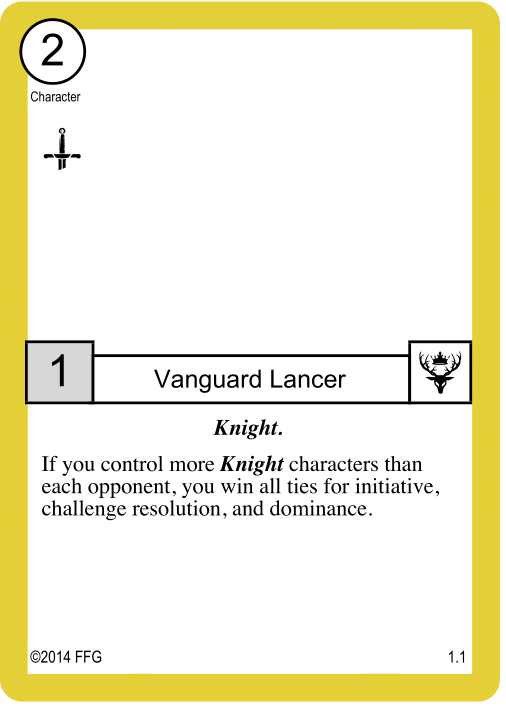 2
Character
1
Vanguard Lancer
Knight.
If you control more Knight characters than
each opponent, you win all ties for initiative,
challenge resolution, and dominance.
©2014 FFG
1.1